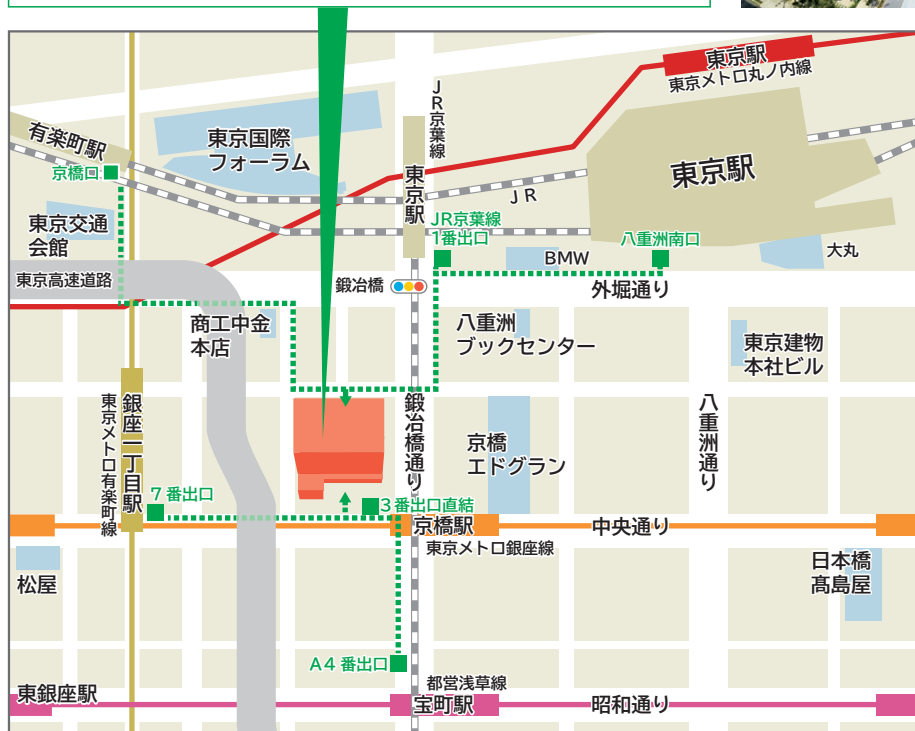 東京駅
東京メトロ丸ノ内線
JR京葉線
有楽町駅
京橋口
東京国際
フォーラム
東京駅
東京駅
JR
東京交通
会館
JR京葉線
1番出口
八重洲南口
BMW
大丸
東京高速道路
鍛冶橋
外堀通り
商工中金
本店
八重洲
ブックセンター
東京建物
本社ビル
東京メトロ有楽町線
銀座一丁目駅
鍛冶橋通り
八重洲通り
京橋
エドグラン
7番出口
3番出口直結
京橋駅
中央通り
東京メトロ銀座線
松屋
日本橋
髙島屋
A4番出口
都営浅草線
東銀座駅
宝町駅
昭和通り